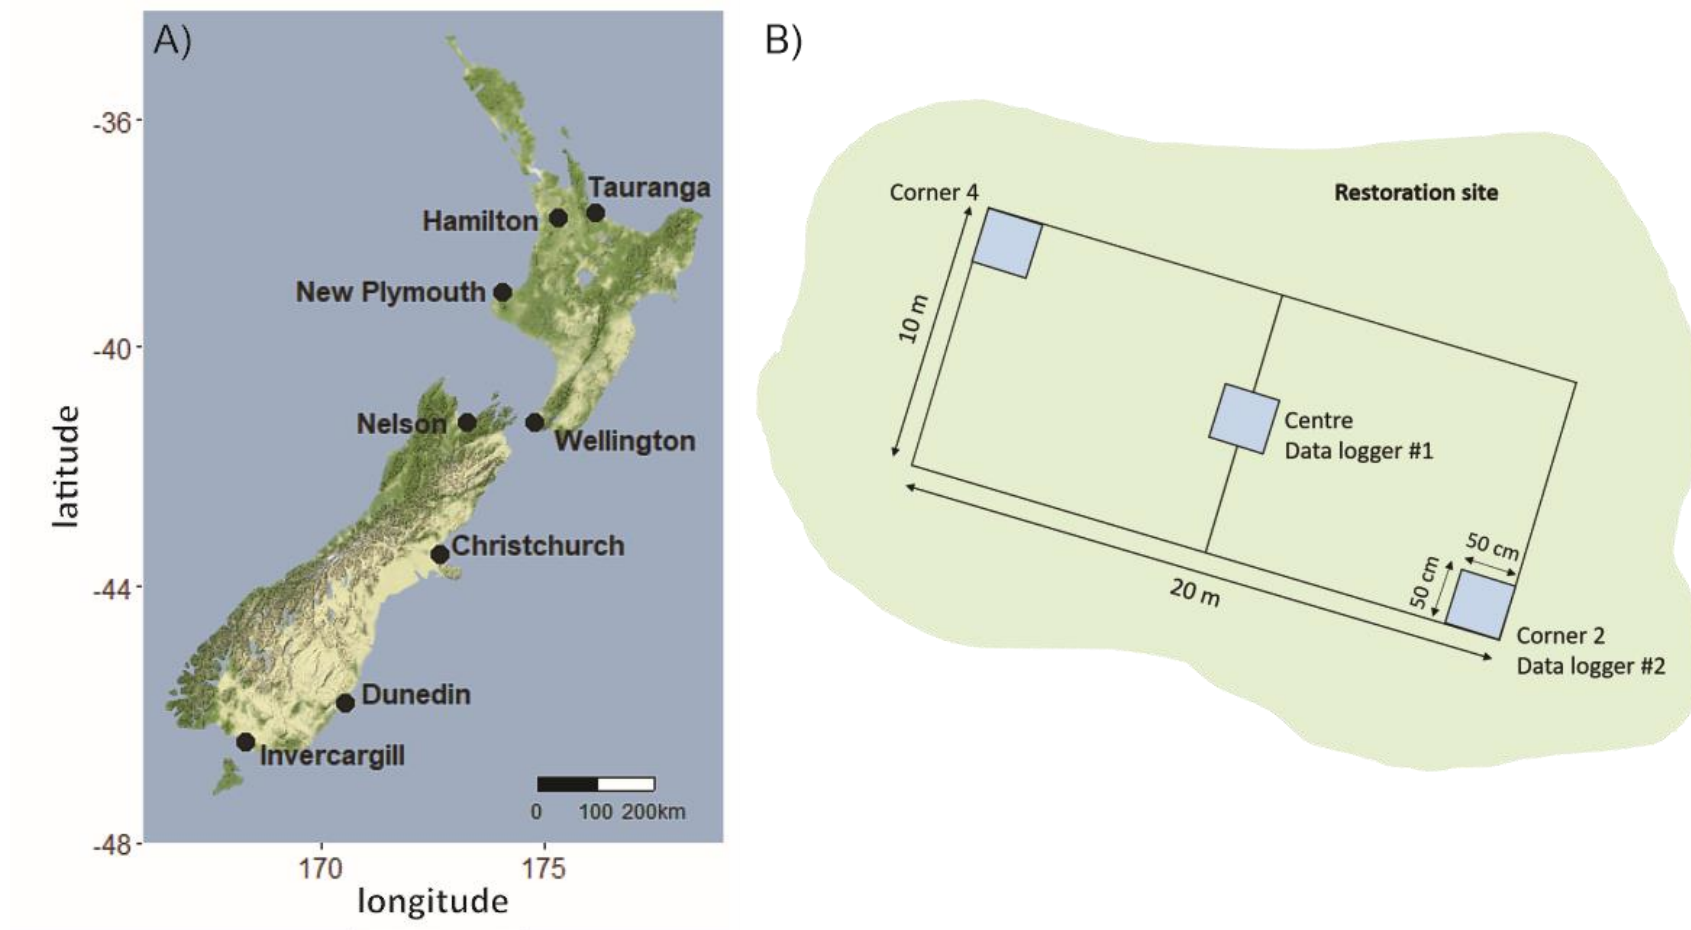 A)
-36
-40
-44
-48
latitude
170
175
longitude
Tauranga
Hamilton
New Plymouth
Nelson
Wellington
Christchurch
Dunedin
Invercargill
0 100 200km
B)
Restoration site
Corner 4
10 m
Centre
Data logger #1
50 cm
50 cm
20 m
Corner 2
Data logger #2